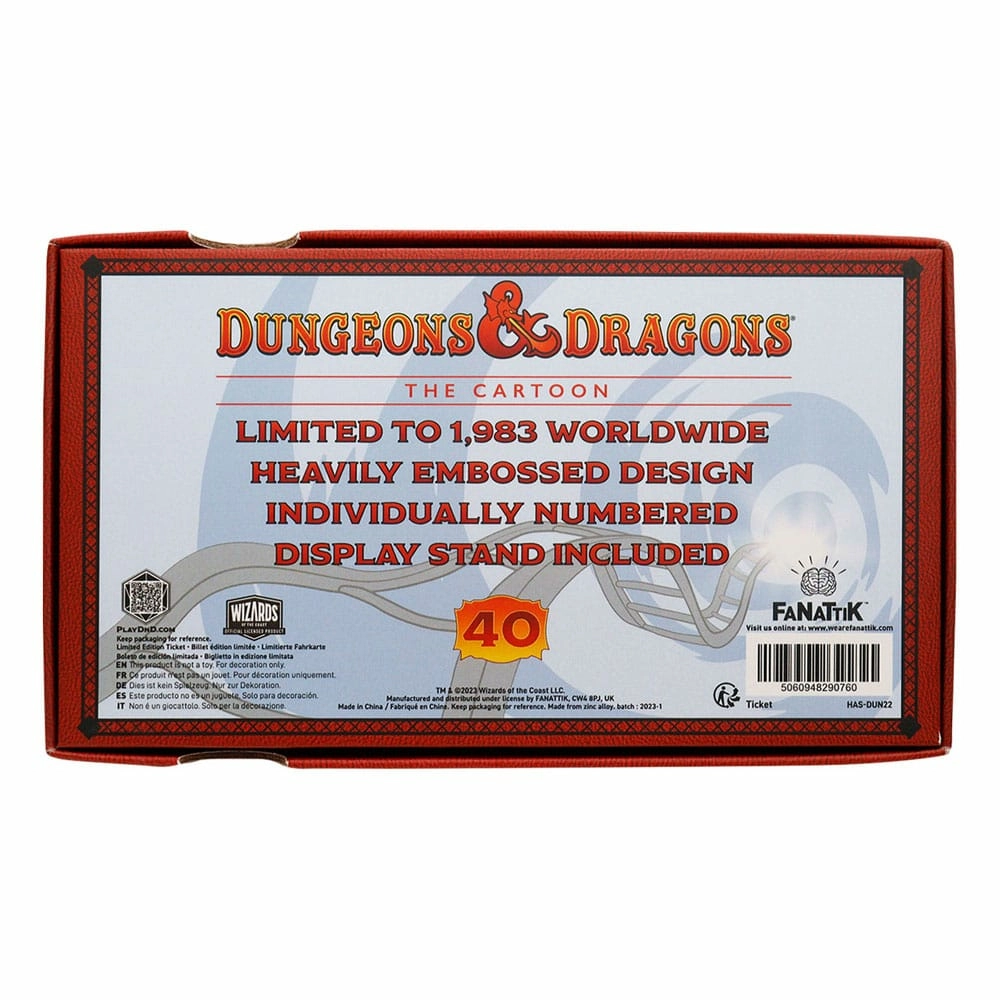 DUNGEONS & DRAGONS®
THE CARTOON
LIMITED TO 1,983 WORLDWIDE
HEAVILY EMBOSSED DESIGN
INDIVIDUALLY NUMBERED
DISPLAY STAND INCLUDED
40
PLAYDND.COM
WIZARDS
OF THE COAST
OFFICIAL LICENSED PRODUCT
Keep packaging for reference.
Limited Edition Ticket • Billet édition limitée • Limitierte Fahrkarte
Boleto de edición limitada • Biglietto in edizione limitata
EN This product is not a toy. For decoration only.
FR Ce produit n'est pas un jouet. Pour décoration uniquement.
DE Dies ist kein Spielzeug. Nur zur Dekoration.
ES Este producto no es un juguete. Solo para decoración.
IT Non é un giocattolo. Solo per la decorazione.
TM & ©2023 Wizards of the Coast LLC.
Manufactured and distributed under license by FANATTIK, CW4 8PJ, UK
Made in China / Fabriqué en Chine. Keep packaging for reference. Made from zinc alloy. batch : 2023-1
FANATTIK™
Visit us online at: www.wearefanattik.com
5060948290760
Ticket
HAS-DUN22